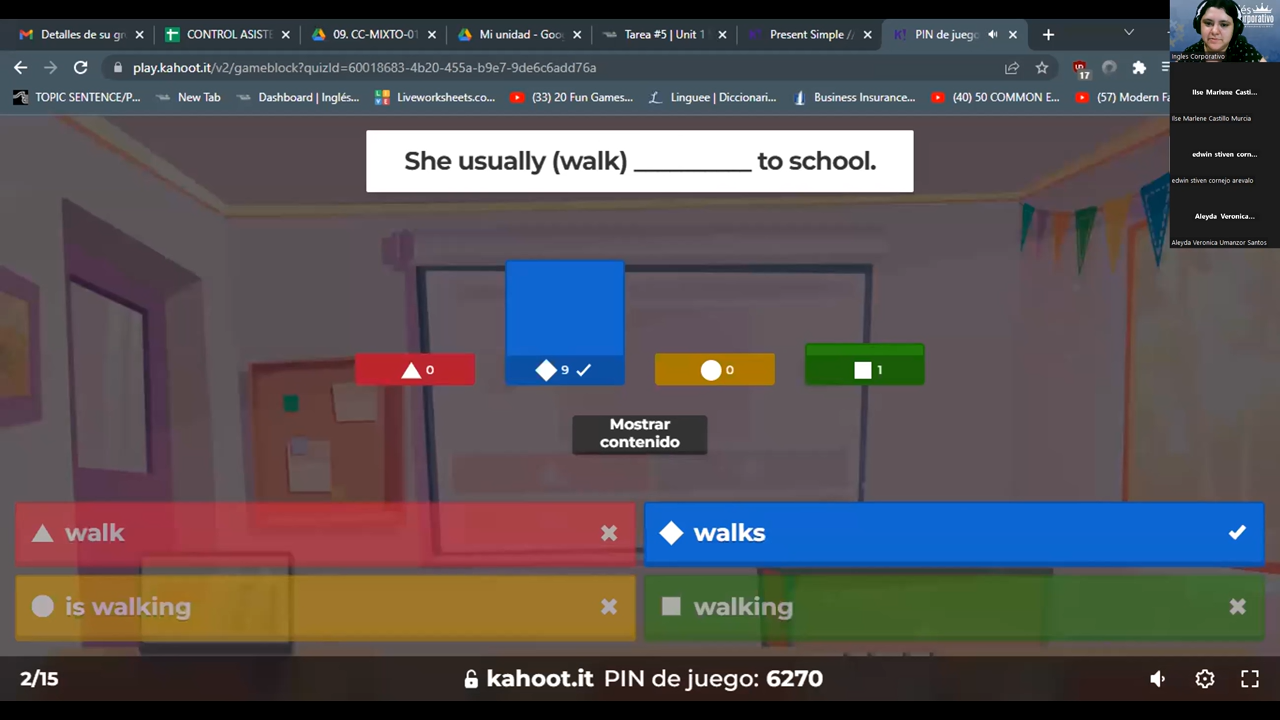 Detalles de su gr
CONTROL ASISTE
09. CC-MIXTO-01
Mi unidad - Goo
Tarea #5 | Unit 1
Present Simple //
PIN de juego
play.kahoot.it/v2/gameblock?quizId=60018683-4b20-455a-b9e7-9de6c6add76a
17
TOPIC SENTENCE/P...
New Tab
Dashboard | Inglés...
Liveworksheets.co...
(33) 20 Fun Games...
Linguee | Diccionari...
Business Insurance...
(40) 50 COMMON E...
(57) Modern Fa
Ingles Corporativo
Ilse Marlene Casti...
Ilse Marlene Castillo Murcia
edwin stiven corn...
edwin stiven cornejo arevalo
Aleyda Veronica...
Aleyda Veronica Umanzor Santos
She usually (walk) __________ to school.
0
9
0
1
Mostrar
contenido
walk
walks
is walking
walking
2/15
kahoot.it PIN de juego: 6270